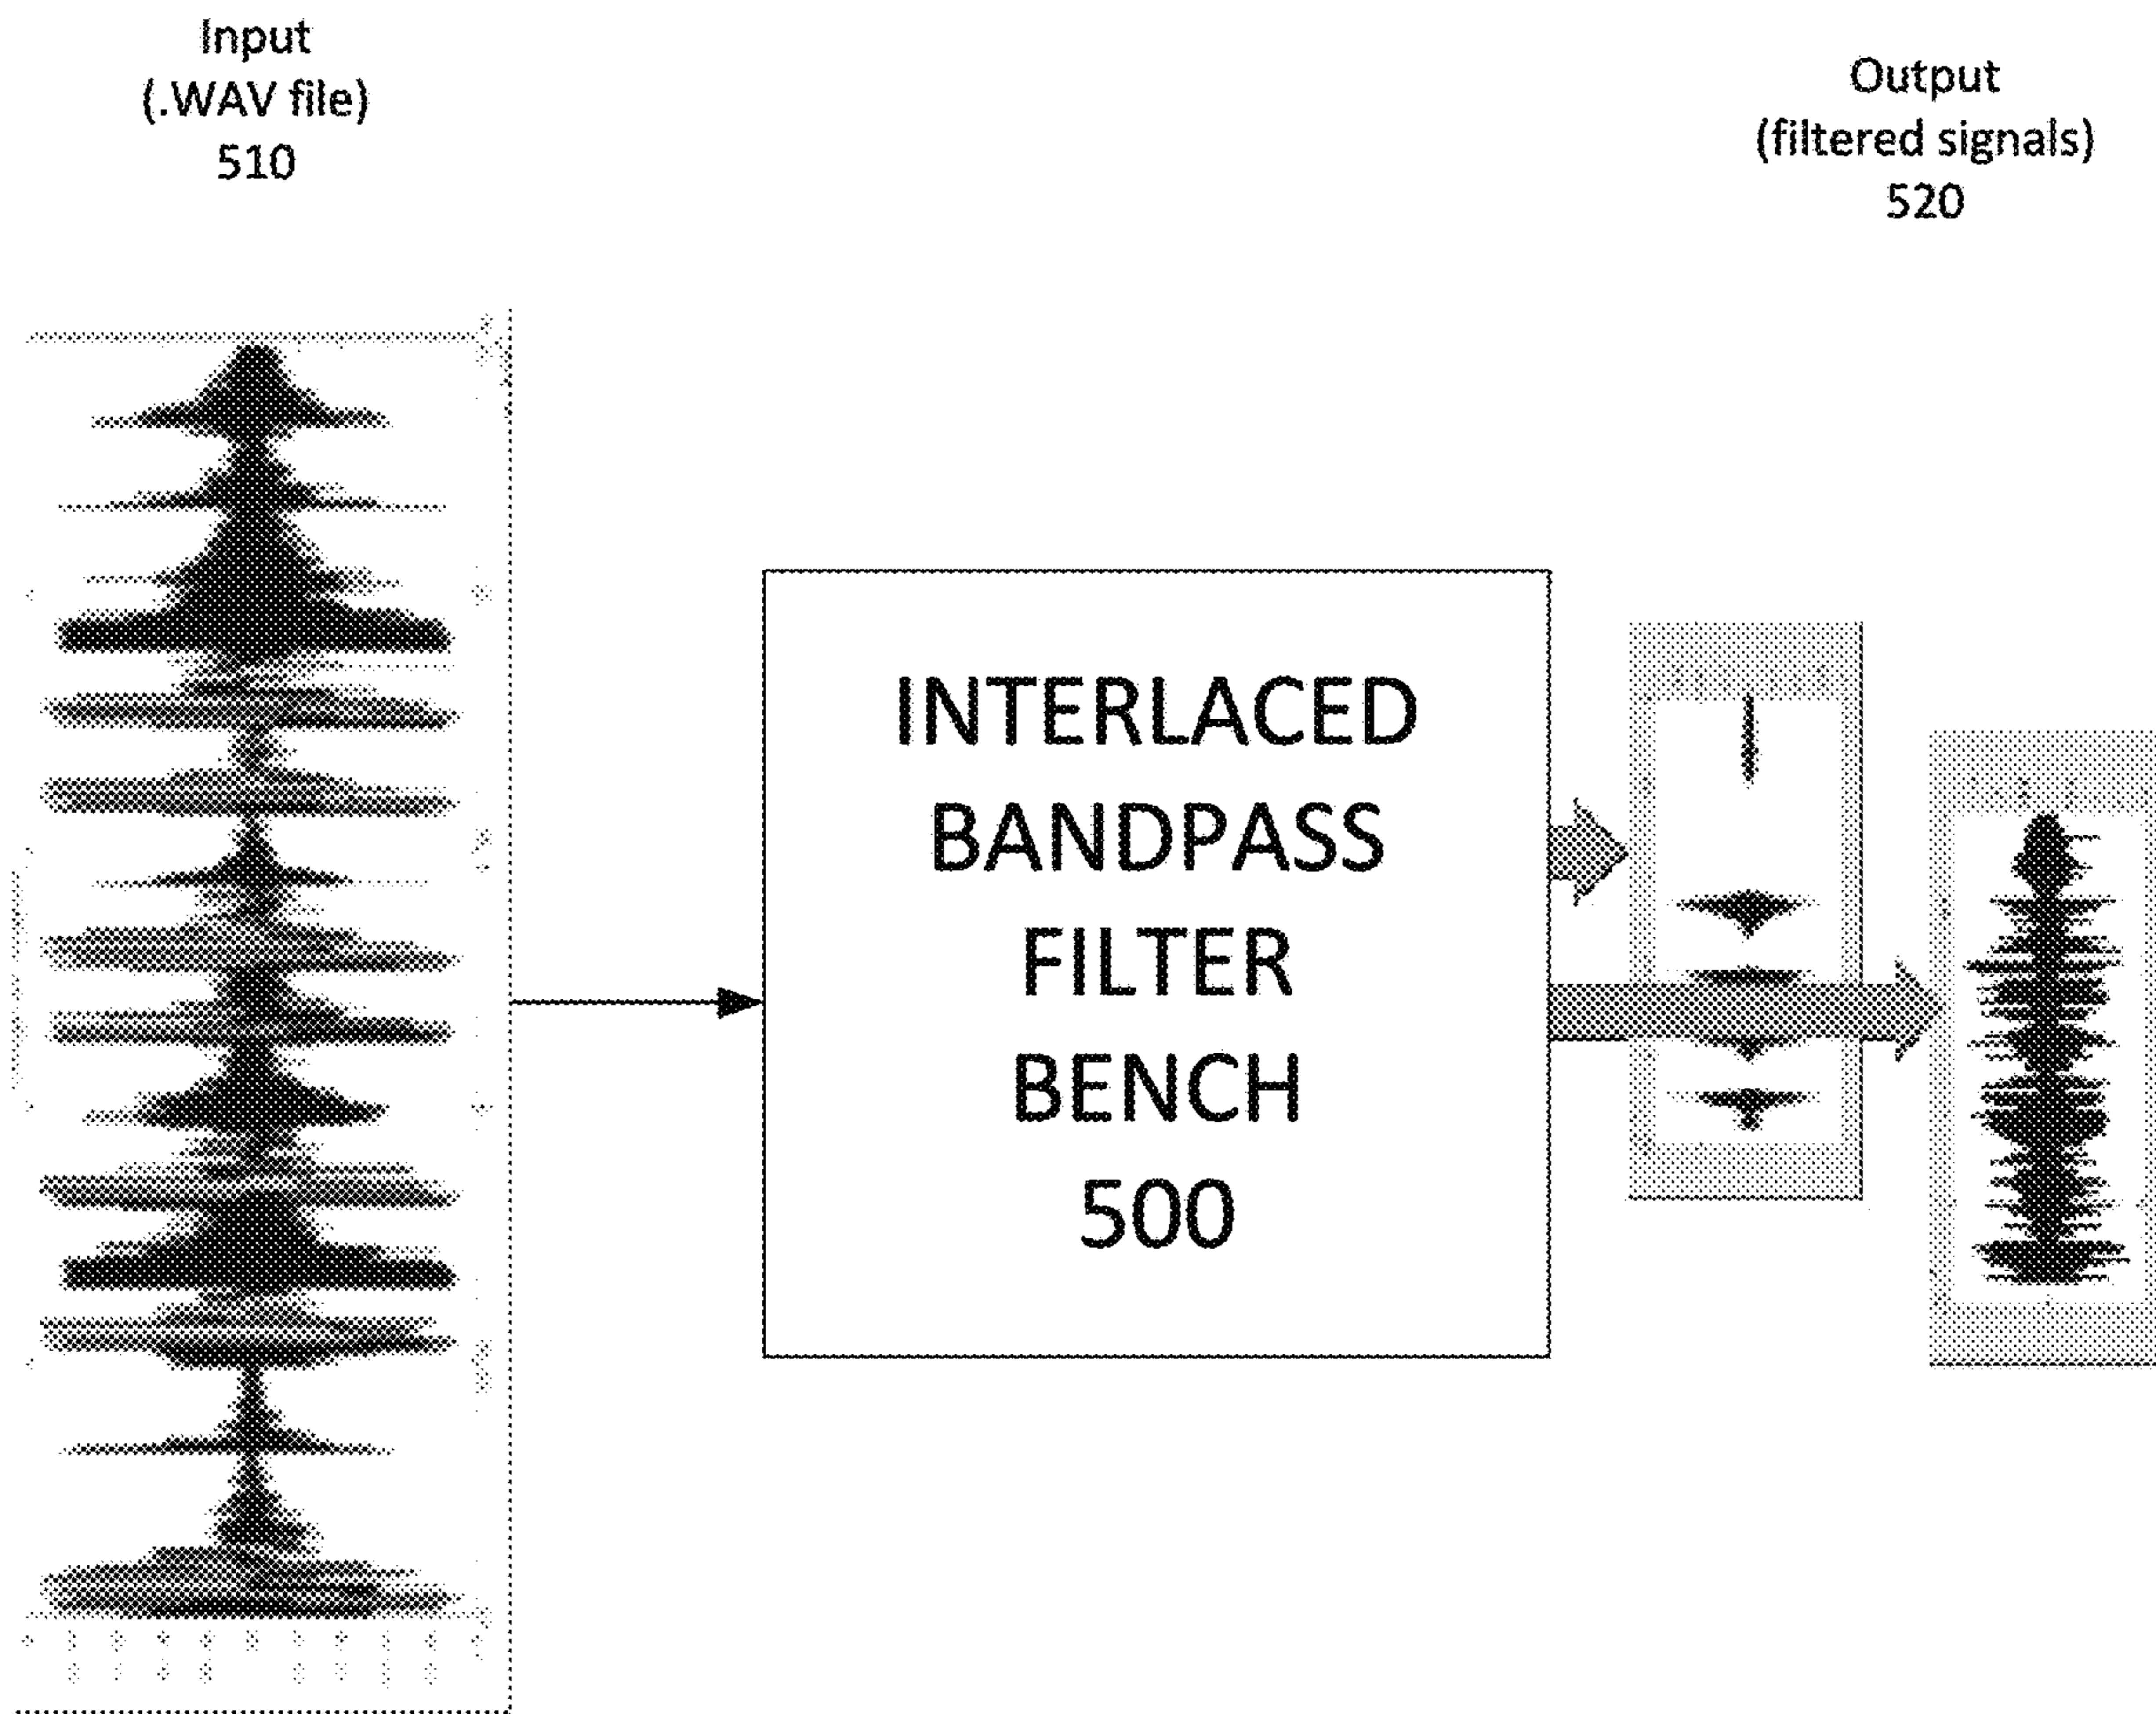 Input
(.WAV file)
510
Output
(filtered signals)
520
INTERLACED
BANDPASS
FILTER
BENCH
500